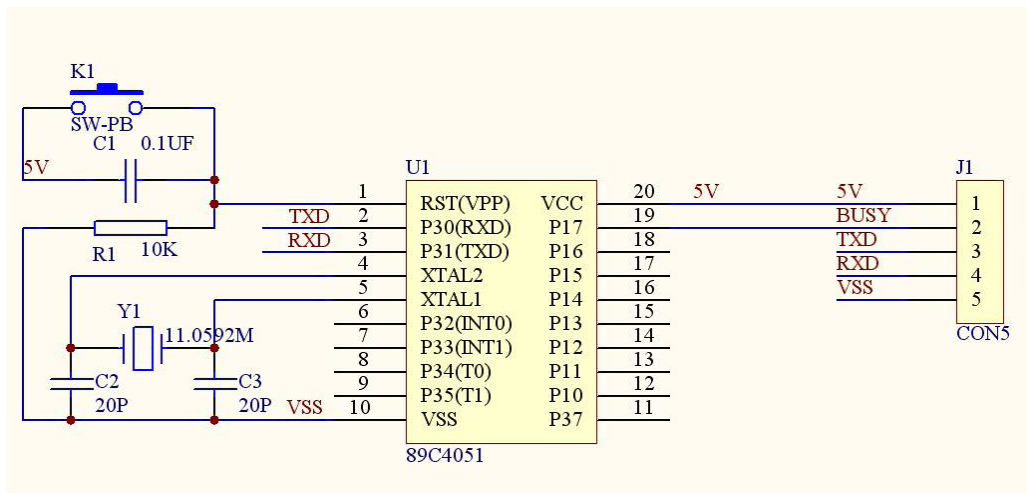 K1
SW-PB
C1 0.1UF
5V
R1 10K
Y1
11.0592M
C2
20P
C3
20P
VSS
TXD
RXD
U1
1 RST(VPP) VCC 20
2 P30(RXD) P17 19
3 P31(TXD) P16 18
4 XTAL2 P15 17
5 XTAL1 P14 16
6 P32(INT0) P13 15
7 P33(INT1) P12 14
8 P34(T0) P11 13
9 P35(T1) P10 12
10 VSS P37 11
89C4051
5V
J1
5V 1
BUSY 2
TXD 3
RXD 4
VSS 5
CON5